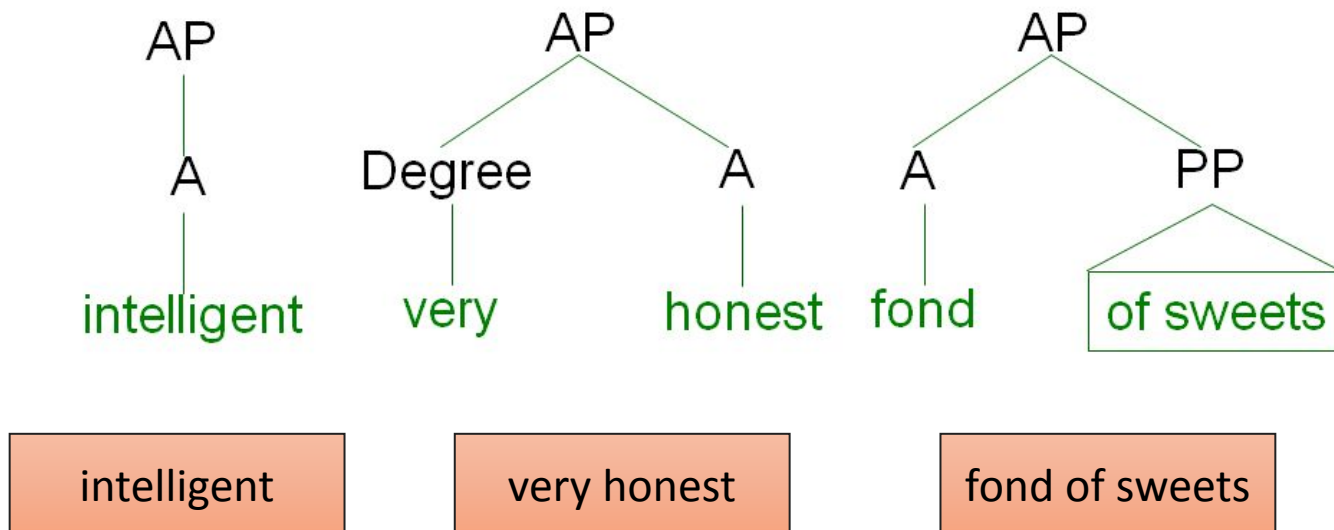 AP AP AP
A Degree A A PP
intelligent very honest fond of sweets
intelligent very honest fond of sweets